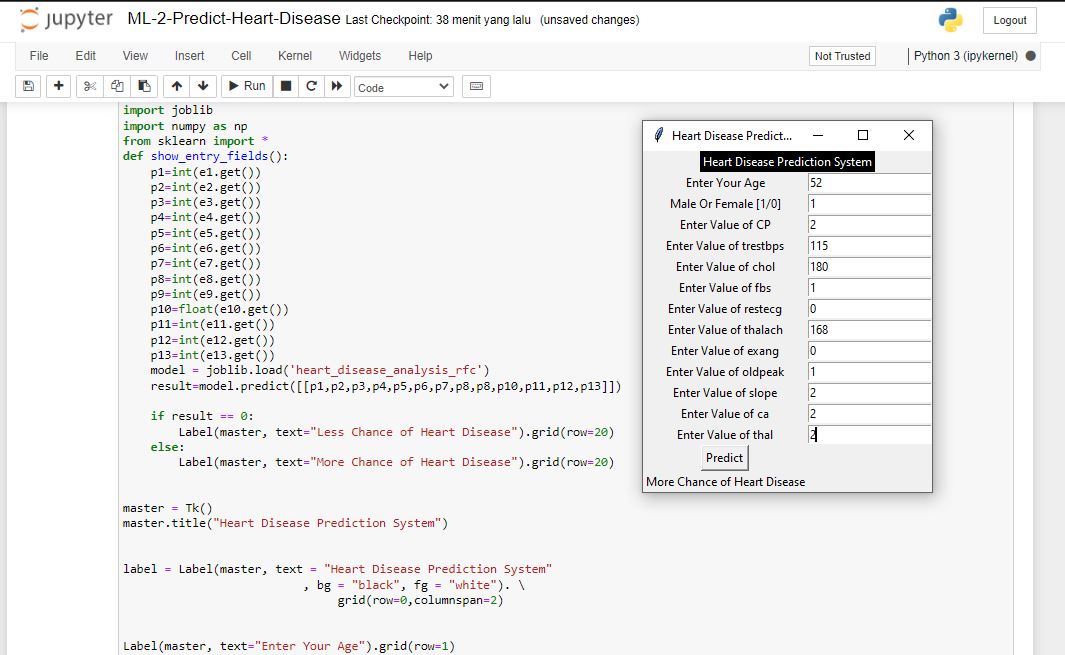 jupyter ML-2-Predict-Heart-Disease Last Checkpoint: 38 menit yang lalu (unsaved changes)
Logout
File Edit View Insert Cell Kernel Widgets Help
Not Trusted
Python 3 (ipykernel)
Run
Code
import joblib
import numpy as np
from sklearn import *
def show_entry_fields():
    p1=int(e1.get())
    p2=int(e2.get())
    p3=int(e3.get())
    p4=int(e4.get())
    p5=int(e5.get())
    p6=int(e6.get())
    p7=int(e7.get())
    p8=int(e8.get())
    p9=int(e9.get())
    p10=float(e10.get())
    p11=int(e11.get())
    p12=int(e12.get())
    p13=int(e13.get())
    model = joblib.load('heart_disease_analysis_rfc')
    result=model.predict([[p1,p2,p3,p4,p5,p6,p7,p8,p8,p10,p11,p12,p13]])
    if result == 0:
        Label(master, text="Less Chance of Heart Disease").grid(row=20)
    else:
        Label(master, text="More Chance of Heart Disease").grid(row=20)
master = Tk()
master.title("Heart Disease Prediction System")
label = Label(master, text = "Heart Disease Prediction System"
                          , bg = "black", fg = "white"). \
                               grid(row=0,columnspan=2)
Label(master, text="Enter Your Age").grid(row=1)
Heart Disease Predict...
Heart Disease Prediction System
Enter Your Age 52
Male Or Female [1/0] 1
Enter Value of CP 2
Enter Value of trestbps 115
Enter Value of chol 180
Enter Value of fbs 1
Enter Value of restecg 0
Enter Value of thalach 168
Enter Value of exang 0
Enter Value of oldpeak 1
Enter Value of slope 2
Enter Value of ca 2
Enter Value of thal 2
Predict
More Chance of Heart Disease